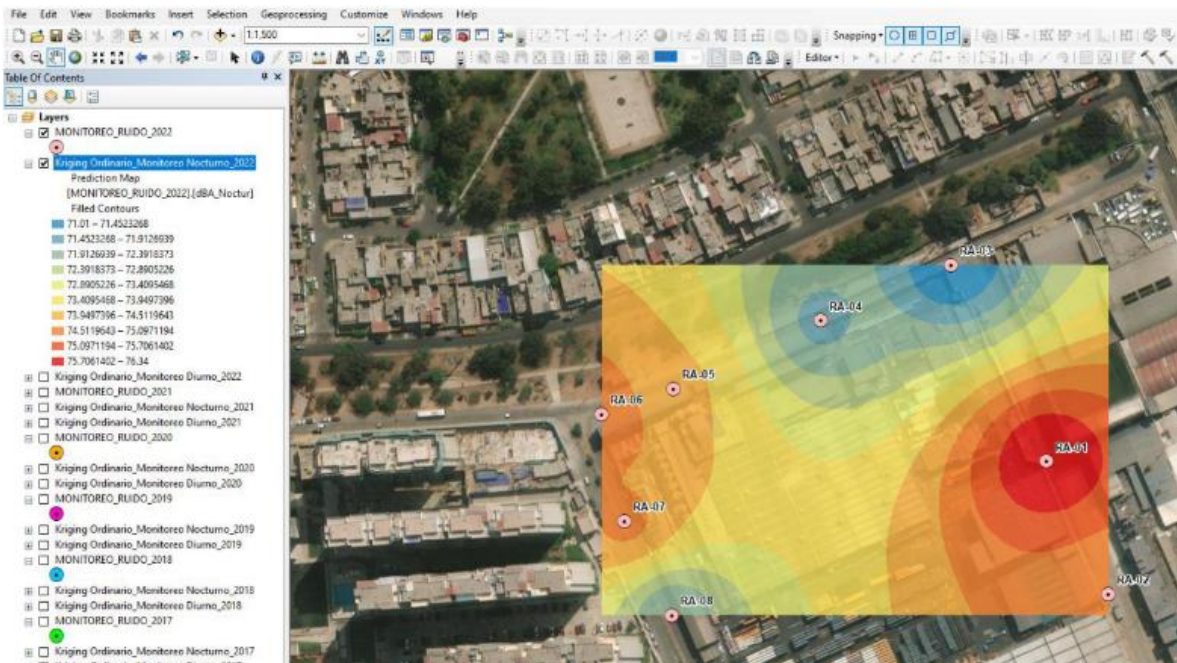 File Edit View Bookmarks Insert Selection Geoprocessing Customize Windows Help
1:1,500
Snapping
Editor
Table Of Contents
Layers
MONITOREO_RUIDO_2022
Kriging Ordinario_Monitoreo Nocturno_2022
Prediction Map
[MONITOREO_RUIDO_2022].[dBA_Noctur]
Filled Contours
71.01 – 71.4523268
71.4523268 – 71.9126939
71.9126939 – 72.3918373
72.3918373 – 72.8905226
72.8905226 – 73.4095468
73.4095468 – 73.9497396
73.9497396 – 74.5119643
74.5119643 – 75.0971194
75.0971194 – 75.7061402
75.7061402 – 76.34
Kriging Ordinario_Monitoreo Diurno_2022
MONITOREO_RUIDO_2021
Kriging Ordinario_Monitoreo Nocturno_2021
Kriging Ordinario_Monitoreo Diurno_2021
MONITOREO_RUIDO_2020
Kriging Ordinario_Monitoreo Nocturno_2020
Kriging Ordinario_Monitoreo Diurno_2020
MONITOREO_RUIDO_2019
Kriging Ordinario_Monitoreo Nocturno_2019
Kriging Ordinario_Monitoreo Diurno_2019
MONITOREO_RUIDO_2018
Kriging Ordinario_Monitoreo Nocturno_2018
Kriging Ordinario_Monitoreo Diurno_2018
MONITOREO_RUIDO_2017
Kriging Ordinario_Monitoreo Nocturno_2017
RA-03
RA-04
RA-05
RA-06
RA-01
RA-07
RA-02
RA-08